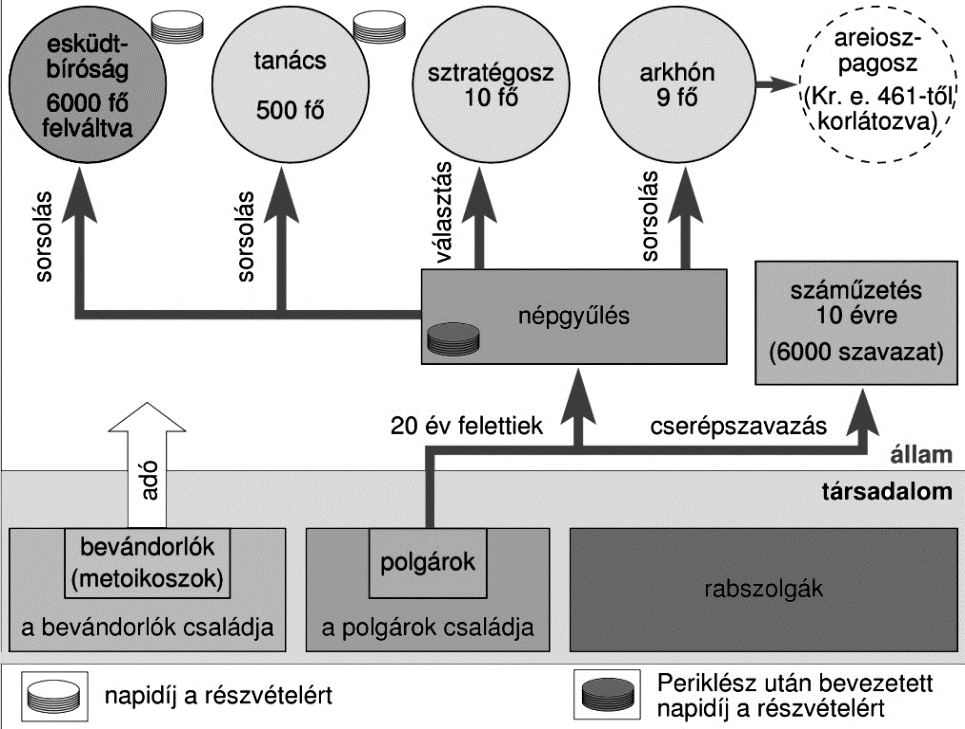 esküdt-
bíróság
6000 fő
felváltva
tanács
500 fő
sztratégosz
10 fő
arkhón
9 fő
areiosz-
pagosz
(Kr. e. 461-től
korlátozva)
sorsolás
sorsolás
választás
sorsolás
népgyűlés
száműzetés
10 évre
(6000 szavazat)
20 év felettiek
cserépszavazás
adó
állam
társadalom
bevándorlók
(metoikoszok)
a bevándorlók családja
polgárok
a polgárok családja
rabszolgák
napidíj a részvételért
Periklész után bevezetett
napidíj a részvételért